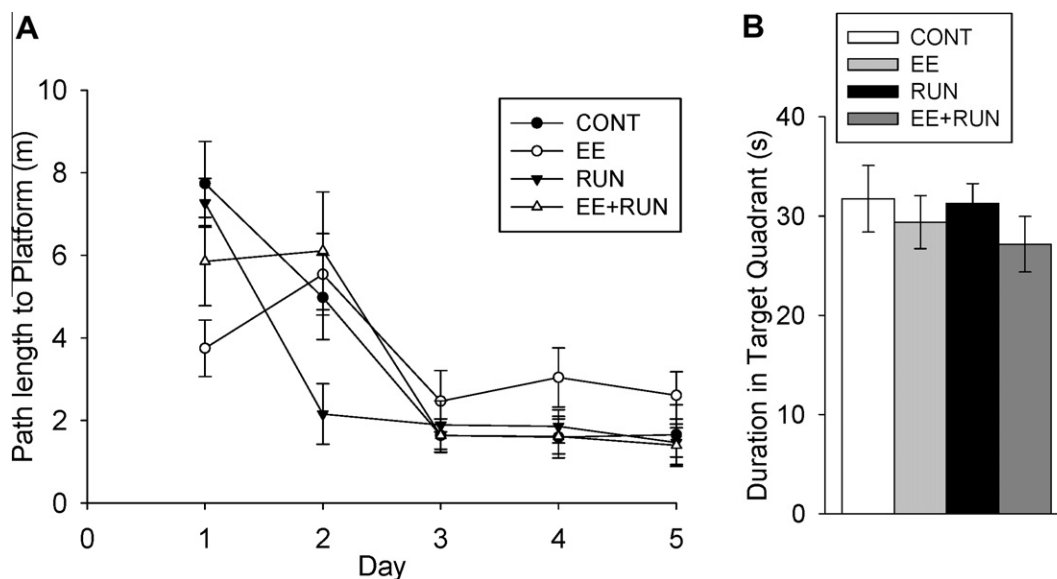 A
Path length to Platform (m)
10
8
6
4
2
0
CONT
EE
RUN
EE+RUN
0 1 2 3 4 5
Day
B
CONT
EE
RUN
EE+RUN
Duration in Target Quadrant (s)
40
30
20
10
0